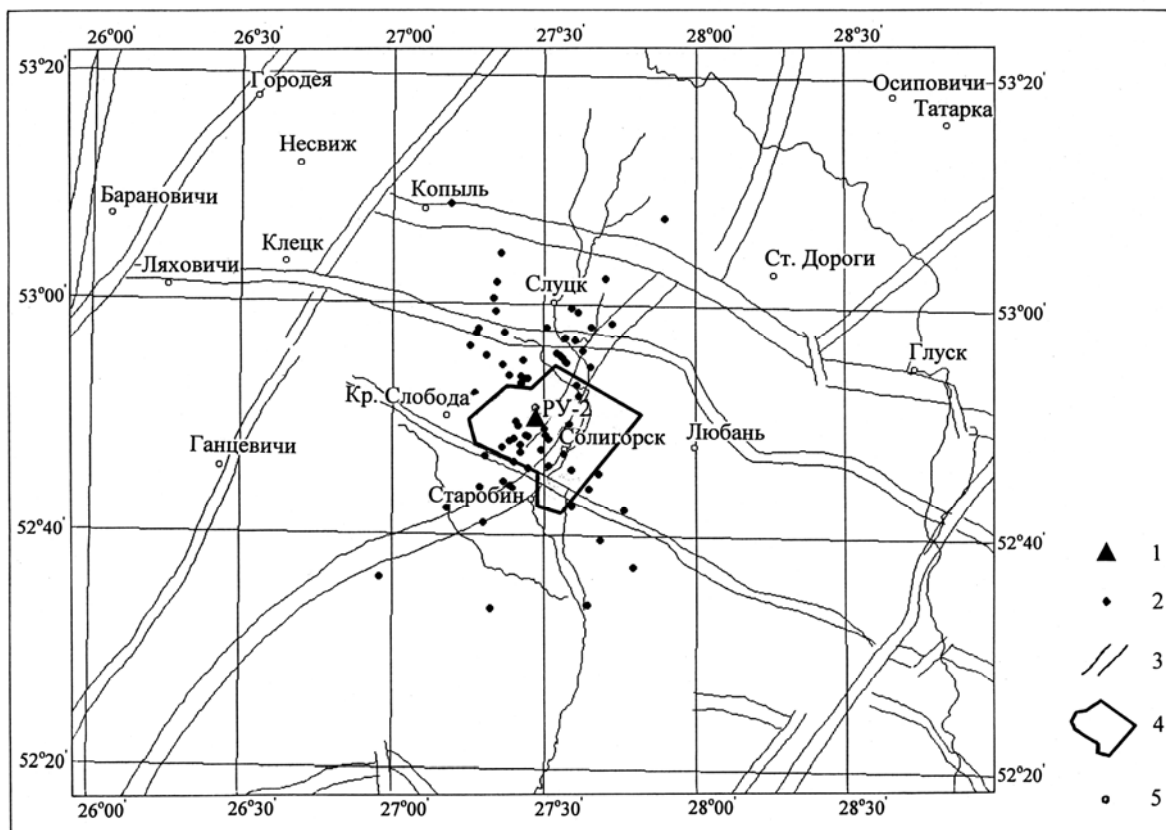 26°00' 26°30' 27°00' 27°30' 28°00' 28°30'
53°20' 53°20'
Городея
Осиповичи
Татарка
Несвиж
Барановичи
Копыль
Клецк
Ляховичи
Ст. Дороги
Слуцк
53°00' 53°00'
Глуск
Кр. Слобода
РУ-2
Ганцевичи
Солигорск
Любань
Старобин
52°40' 52°40'
1
2
3
4
5
52°20' 52°20'
26°00' 26°30' 27°00' 27°30' 28°00' 28°30'